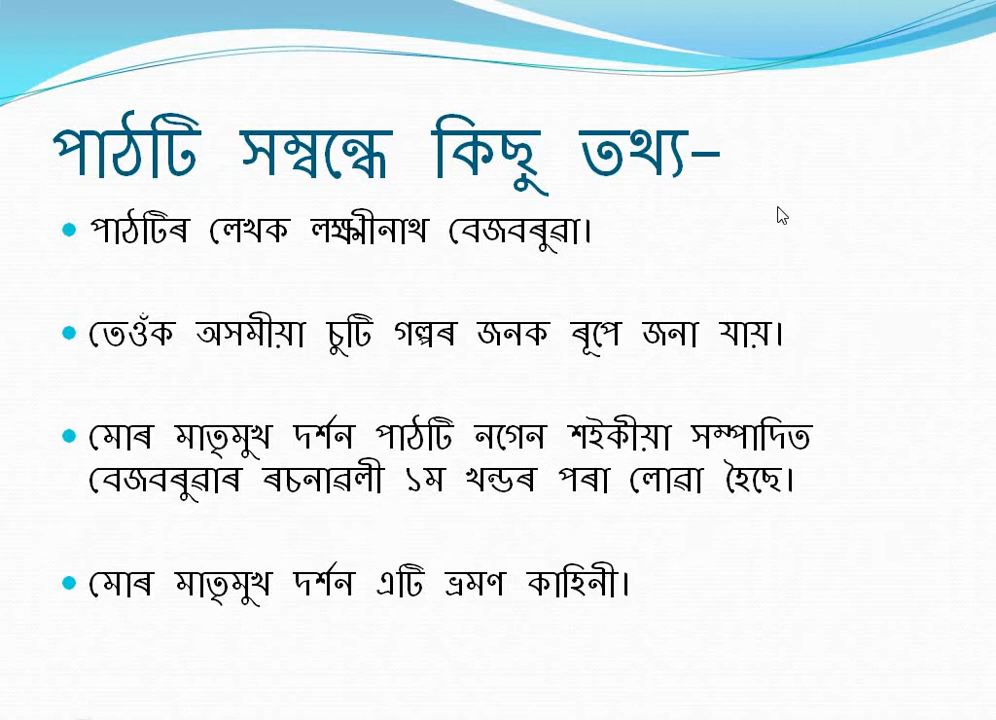 পাঠটি সম্বন্ধে কিছু তথ্য–
• পাঠটিৰ লেখক লক্ষ্মীনাথ বেজবৰুৱা।
• তেওঁক অসমীয়া চুটি গল্পৰ জনক ৰূপে জনা যায়।
• মোৰ মাতৃমুখ দৰ্শন পাঠটি নগেন শইকীয়া সম্পাদিত
বেজবৰুৱাৰ ৰচনাৱলী ১ম খন্ডৰ পৰা লোৱা হৈছে।
• মোৰ মাতৃমুখ দৰ্শন এটি ভ্ৰমণ কাহিনী।